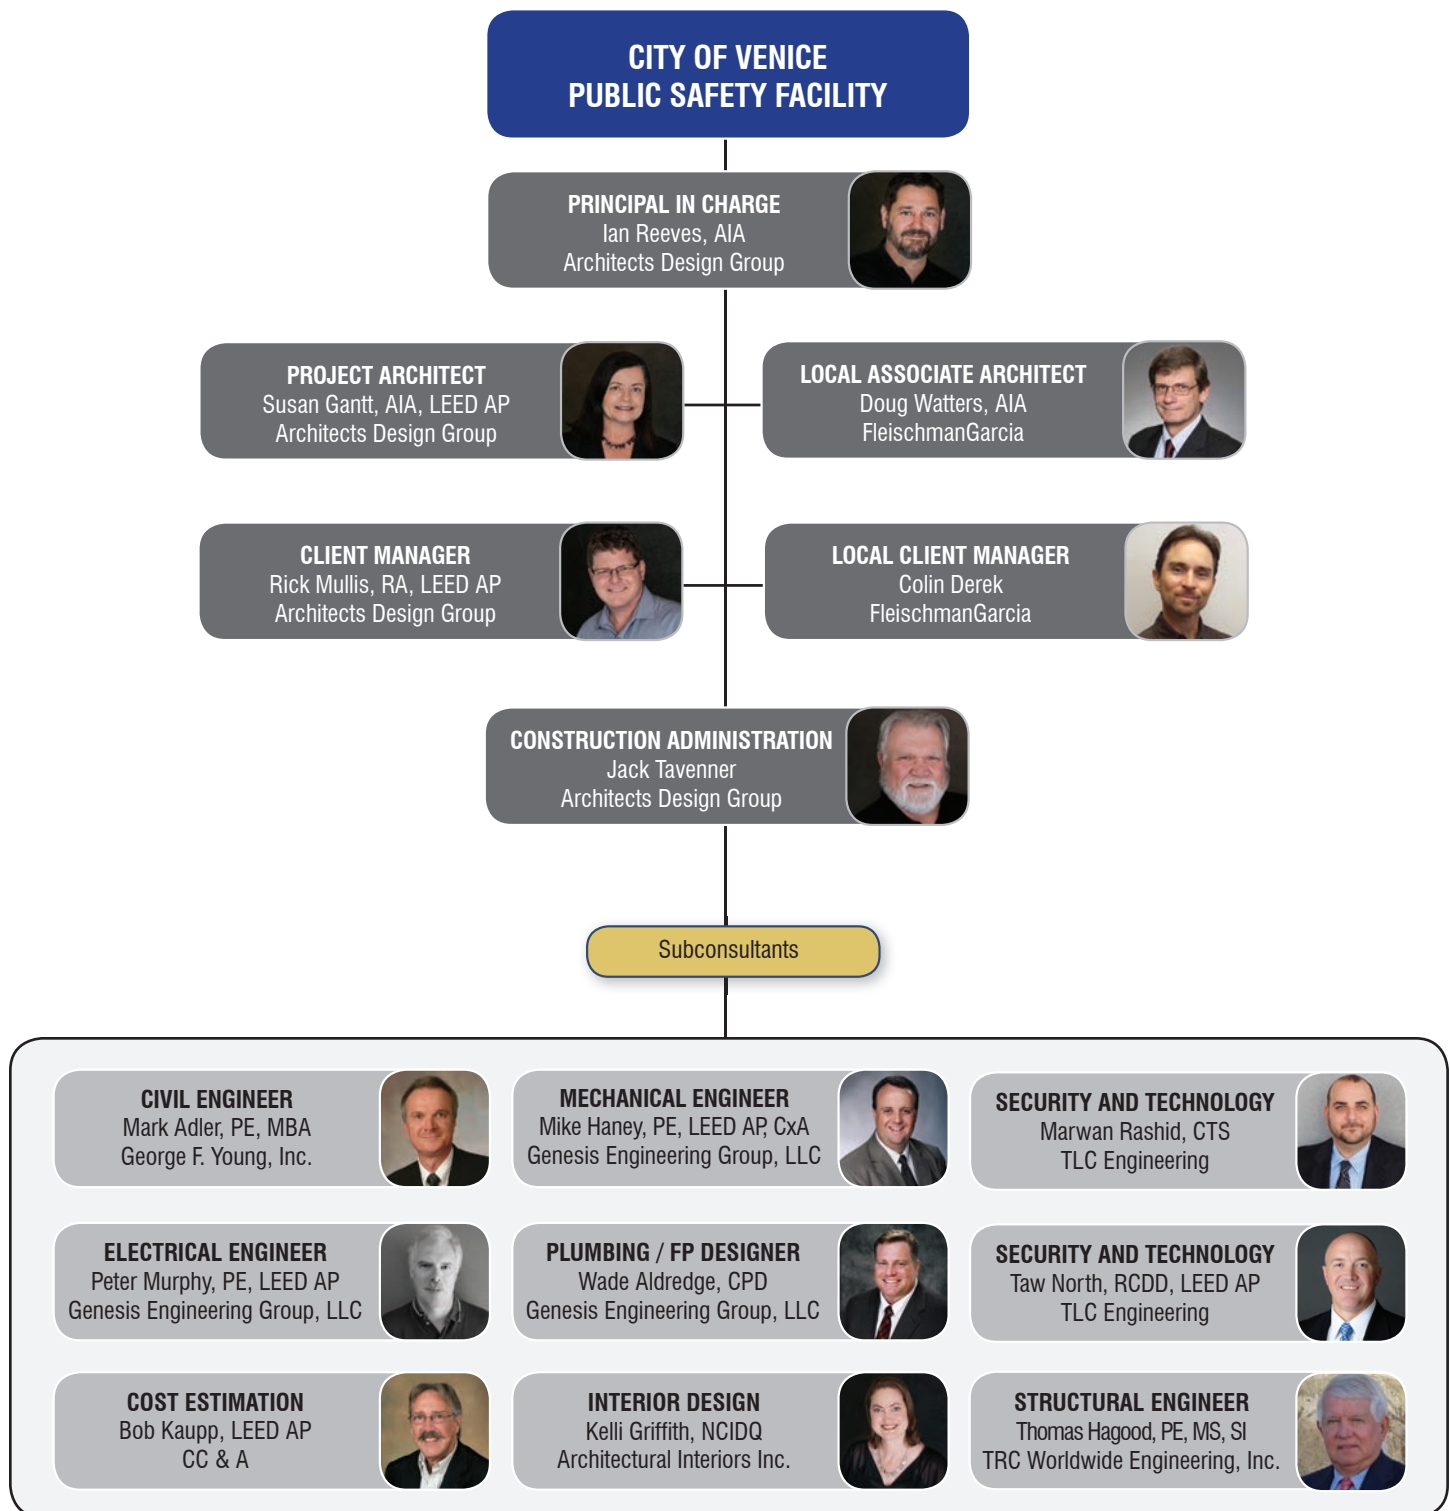 CITY OF VENICE
PUBLIC SAFETY FACILITY
PRINCIPAL IN CHARGE
Ian Reeves, AIA
Architects Design Group
PROJECT ARCHITECT
Susan Gantt, AIA, LEED AP
Architects Design Group
LOCAL ASSOCIATE ARCHITECT
Doug Watters, AIA
FleischmanGarcia
CLIENT MANAGER
Rick Mullis, RA, LEED AP
Architects Design Group
LOCAL CLIENT MANAGER
Colin Derek
FleischmanGarcia
CONSTRUCTION ADMINISTRATION
Jack Tavenner
Architects Design Group
Subconsultants
CIVIL ENGINEER
Mark Adler, PE, MBA
George F. Young, Inc.
MECHANICAL ENGINEER
Mike Haney, PE, LEED AP, CxA
Genesis Engineering Group, LLC
SECURITY AND TECHNOLOGY
Marwan Rashid, CTS
TLC Engineering
ELECTRICAL ENGINEER
Peter Murphy, PE, LEED AP
Genesis Engineering Group, LLC
PLUMBING / FP DESIGNER
Wade Aldredge, CPD
Genesis Engineering Group, LLC
SECURITY AND TECHNOLOGY
Taw North, RCDD, LEED AP
TLC Engineering
COST ESTIMATION
Bob Kaupp, LEED AP
CC & A
INTERIOR DESIGN
Kelli Griffith, NCIDQ
Architectural Interiors Inc.
STRUCTURAL ENGINEER
Thomas Hagood, PE, MS, SI
TRC Worldwide Engineering, Inc.